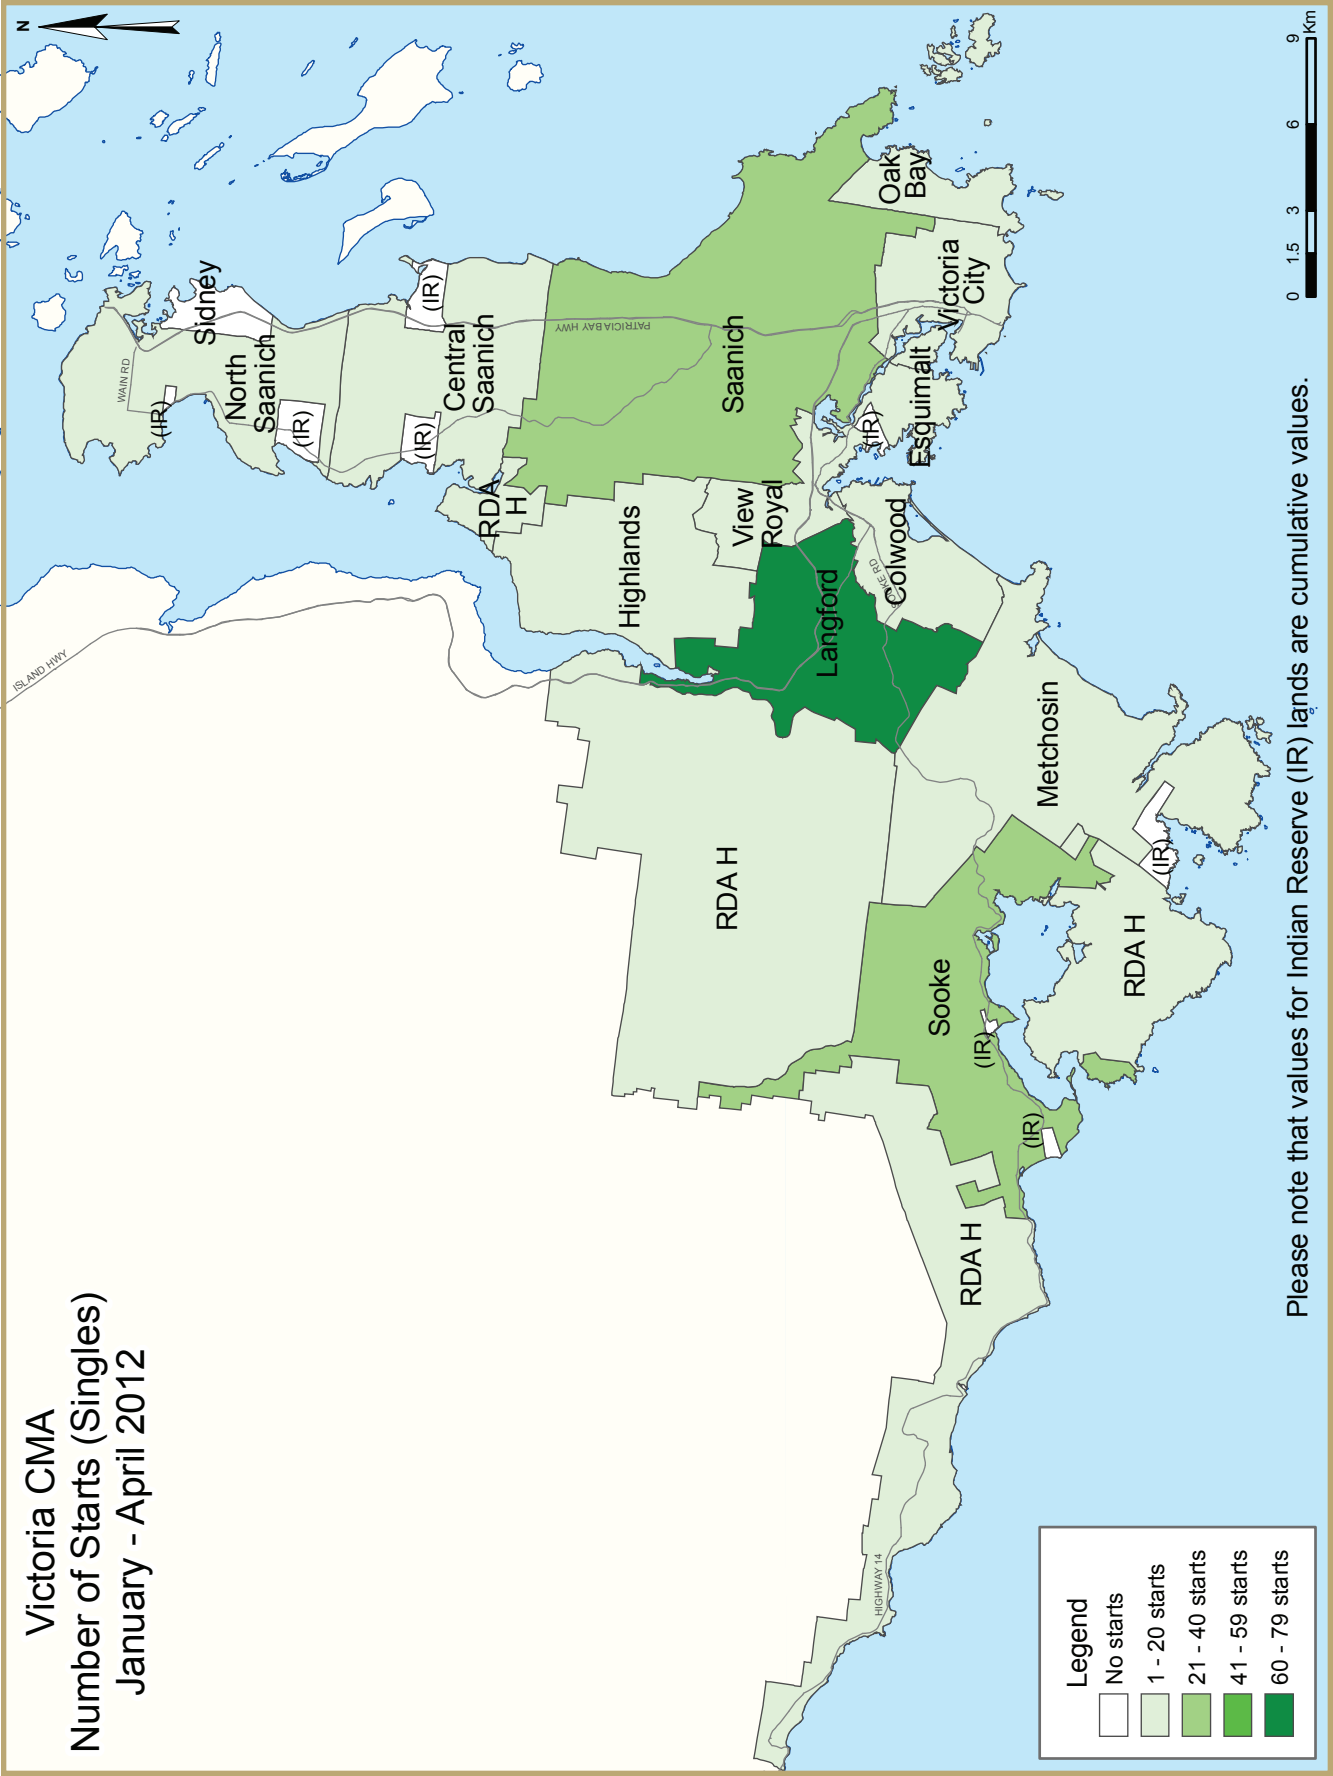 Victoria CMA
Number of Starts (Singles)
January - April 2012
N
ISLAND HWY
WAIN RD
(IR)
Sidney
North
Saanich
(IR)
(IR)
(IR)
Central
Saanich
PATRICIA BAY HWY
RDA
H
Saanich
Highlands
View
Royal
Oak
Bay
Victoria
City
Esquimalt
(IR)
Langford
Colwood
SOOKE RD
Metchosin
RDA H
(IR)
RDA H
Sooke
(IR)
(IR)
RDA H
HIGHWAY 14
Legend
No starts
1 - 20 starts
21 - 40 starts
41 - 59 starts
60 - 79 starts
Please note that values for Indian Reserve (IR) lands are cumulative values.
0 1.5 3 6 9 Km